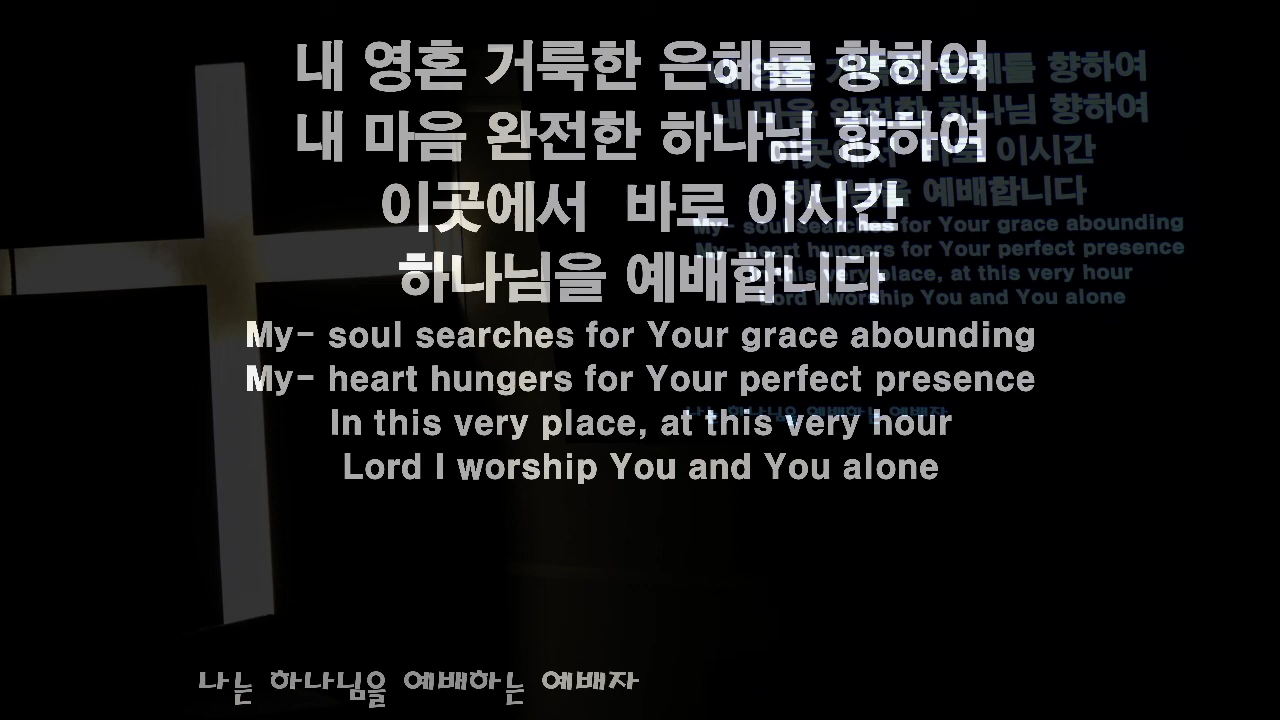 내 영혼 거룩한 은혜를 향하여
내 마음 완전한 하나님 향하여
이곳에서 바로 이시간
하나님을 예배합니다
My- soul searches for Your grace abounding
My- heart hungers for Your perfect presence
In this very place, at this very hour
Lord I worship You and You alone
나는 하나님을 예배하는 예배자